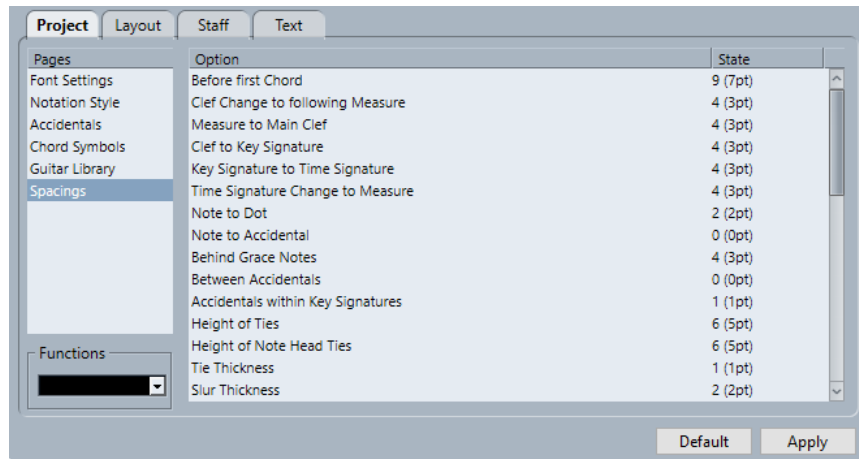 Project Layout Staff Text
Pages Option State
Font Settings Before first Chord 9 (7pt)
Notation Style Clef Change to following Measure 4 (3pt)
Accidentals Measure to Main Clef 4 (3pt)
Chord Symbols Clef to Key Signature 4 (3pt)
Guitar Library Key Signature to Time Signature 4 (3pt)
Spacings Time Signature Change to Measure 4 (3pt)
Note to Dot 2 (2pt)
Note to Accidental 0 (0pt)
Behind Grace Notes 4 (3pt)
Between Accidentals 0 (0pt)
Accidentals within Key Signatures 1 (1pt)
Height of Ties 6 (5pt)
Height of Note Head Ties 6 (5pt)
Functions
Tie Thickness 1 (1pt)
Slur Thickness 2 (2pt)
Default Apply